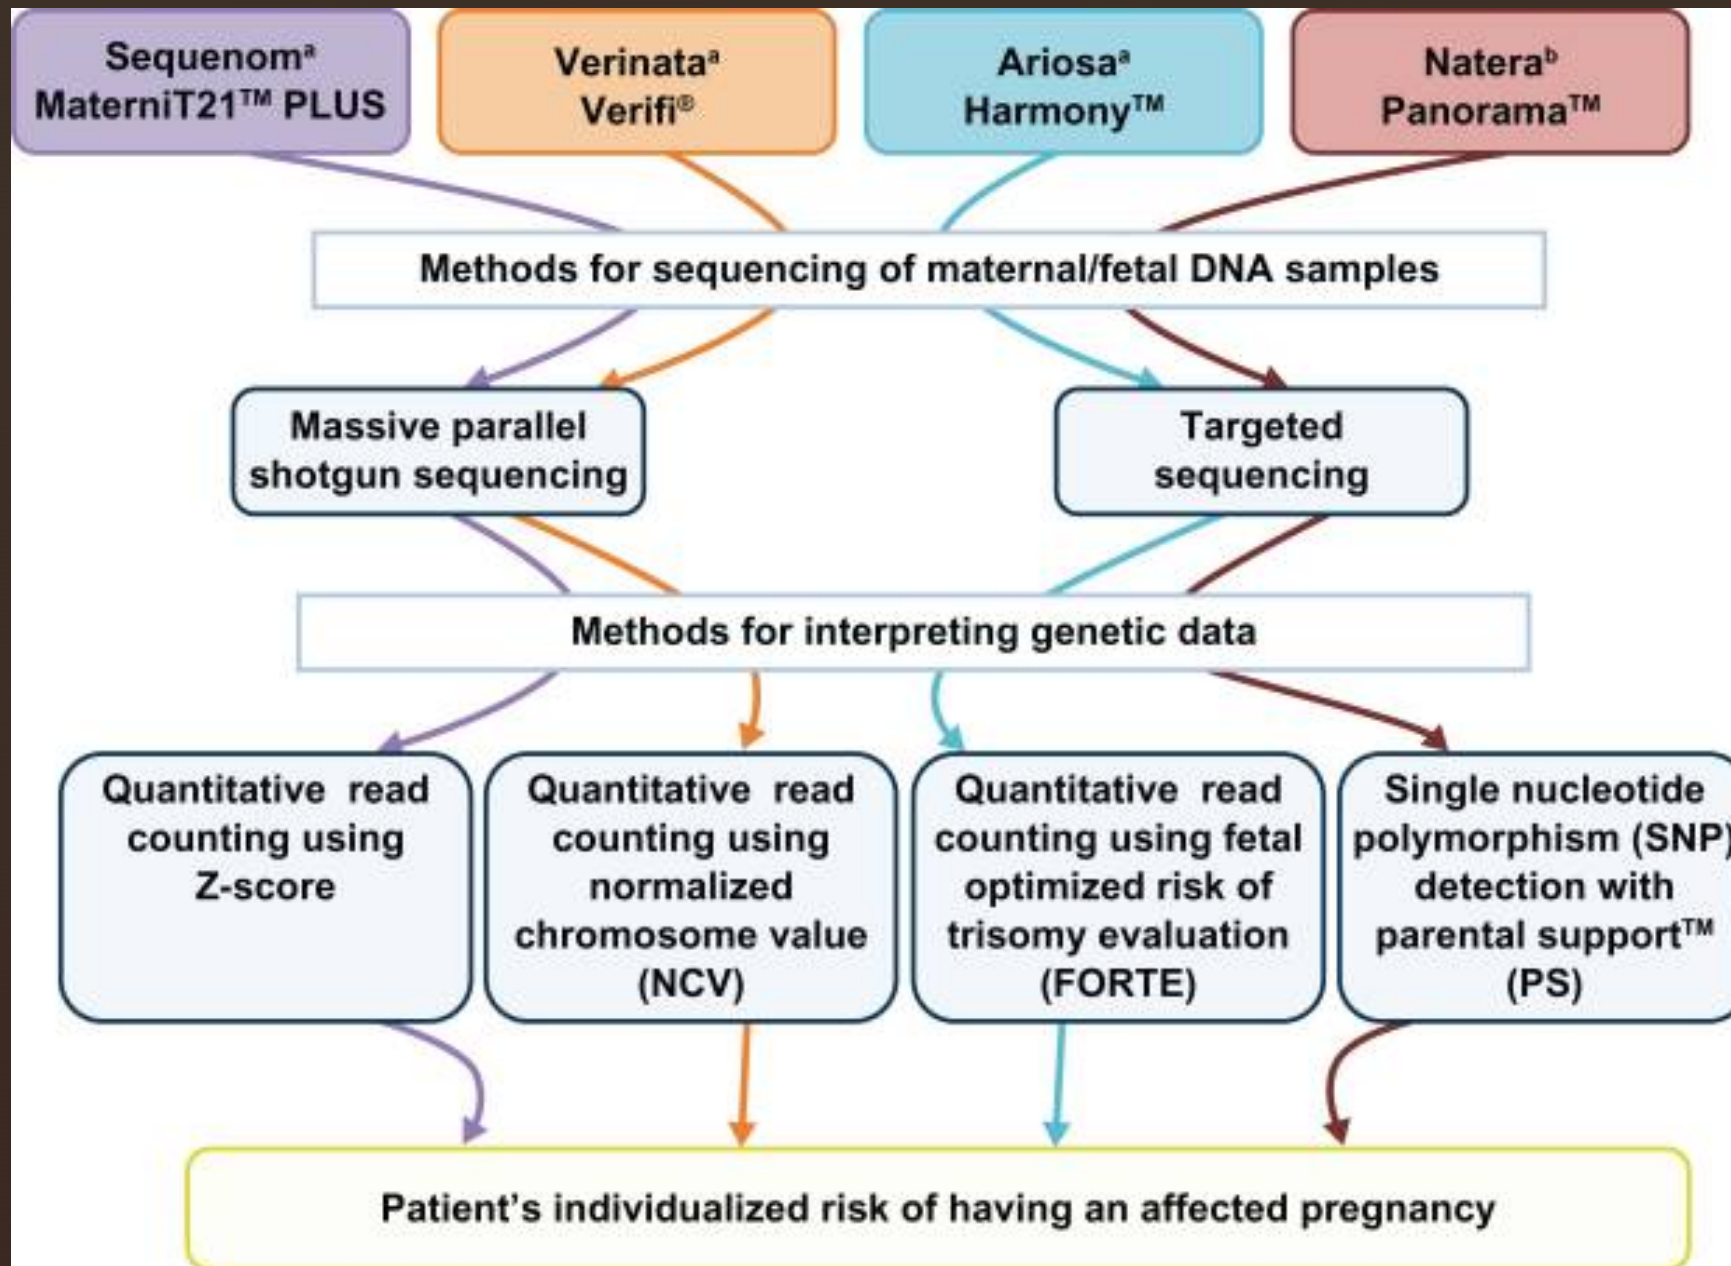 Sequenomᵃ
MaterniT21™ PLUS
Verinataᵃ
Verifi®
Ariosaᵃ
Harmony™
Nateraᵇ
Panorama™
Methods for sequencing of maternal/fetal DNA samples
Massive parallel
shotgun sequencing
Targeted
sequencing
Methods for interpreting genetic data
Quantitative read
counting using
Z-score
Quantitative read
counting using
normalized
chromosome value
(NCV)
Quantitative read
counting using fetal
optimized risk of
trisomy evaluation
(FORTE)
Single nucleotide
polymorphism (SNP)
detection with
parental support™
(PS)
Patient's individualized risk of having an affected pregnancy